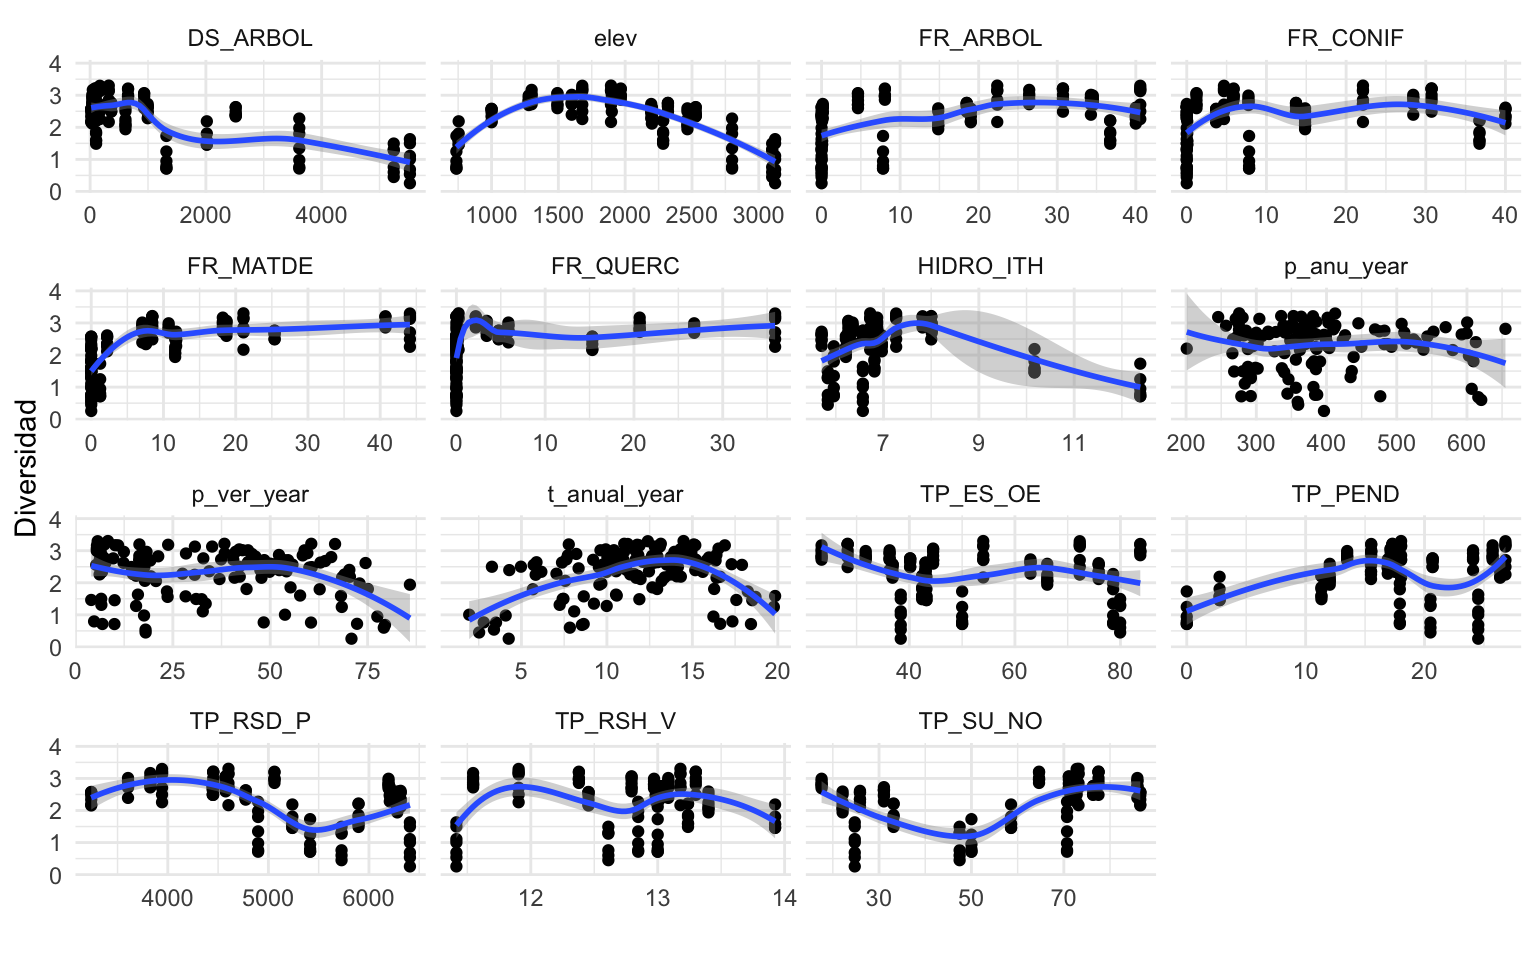 DS_ARBOL elev FR_ARBOL FR_CONIF
4
3
2
1
0
0 2000 4000 1000 1500 2000 2500 3000 0 10 20 30 40 0 10 20 30 40
FR_MATDE FR_QUERC HIDRO_ITH p_anu_year
4
3
2
1
0
0 10 20 30 40 0 10 20 30 7 9 11 200 300 400 500 600
Diversidad
p_ver_year t_anual_year TP_ES_OE TP_PEND
4
3
2
1
0
0 25 50 75 5 10 15 20 40 60 80 0 10 20
TP_RSD_P TP_RSH_V TP_SU_NO
4
3
2
1
0
4000 5000 6000 12 13 14 30 50 70